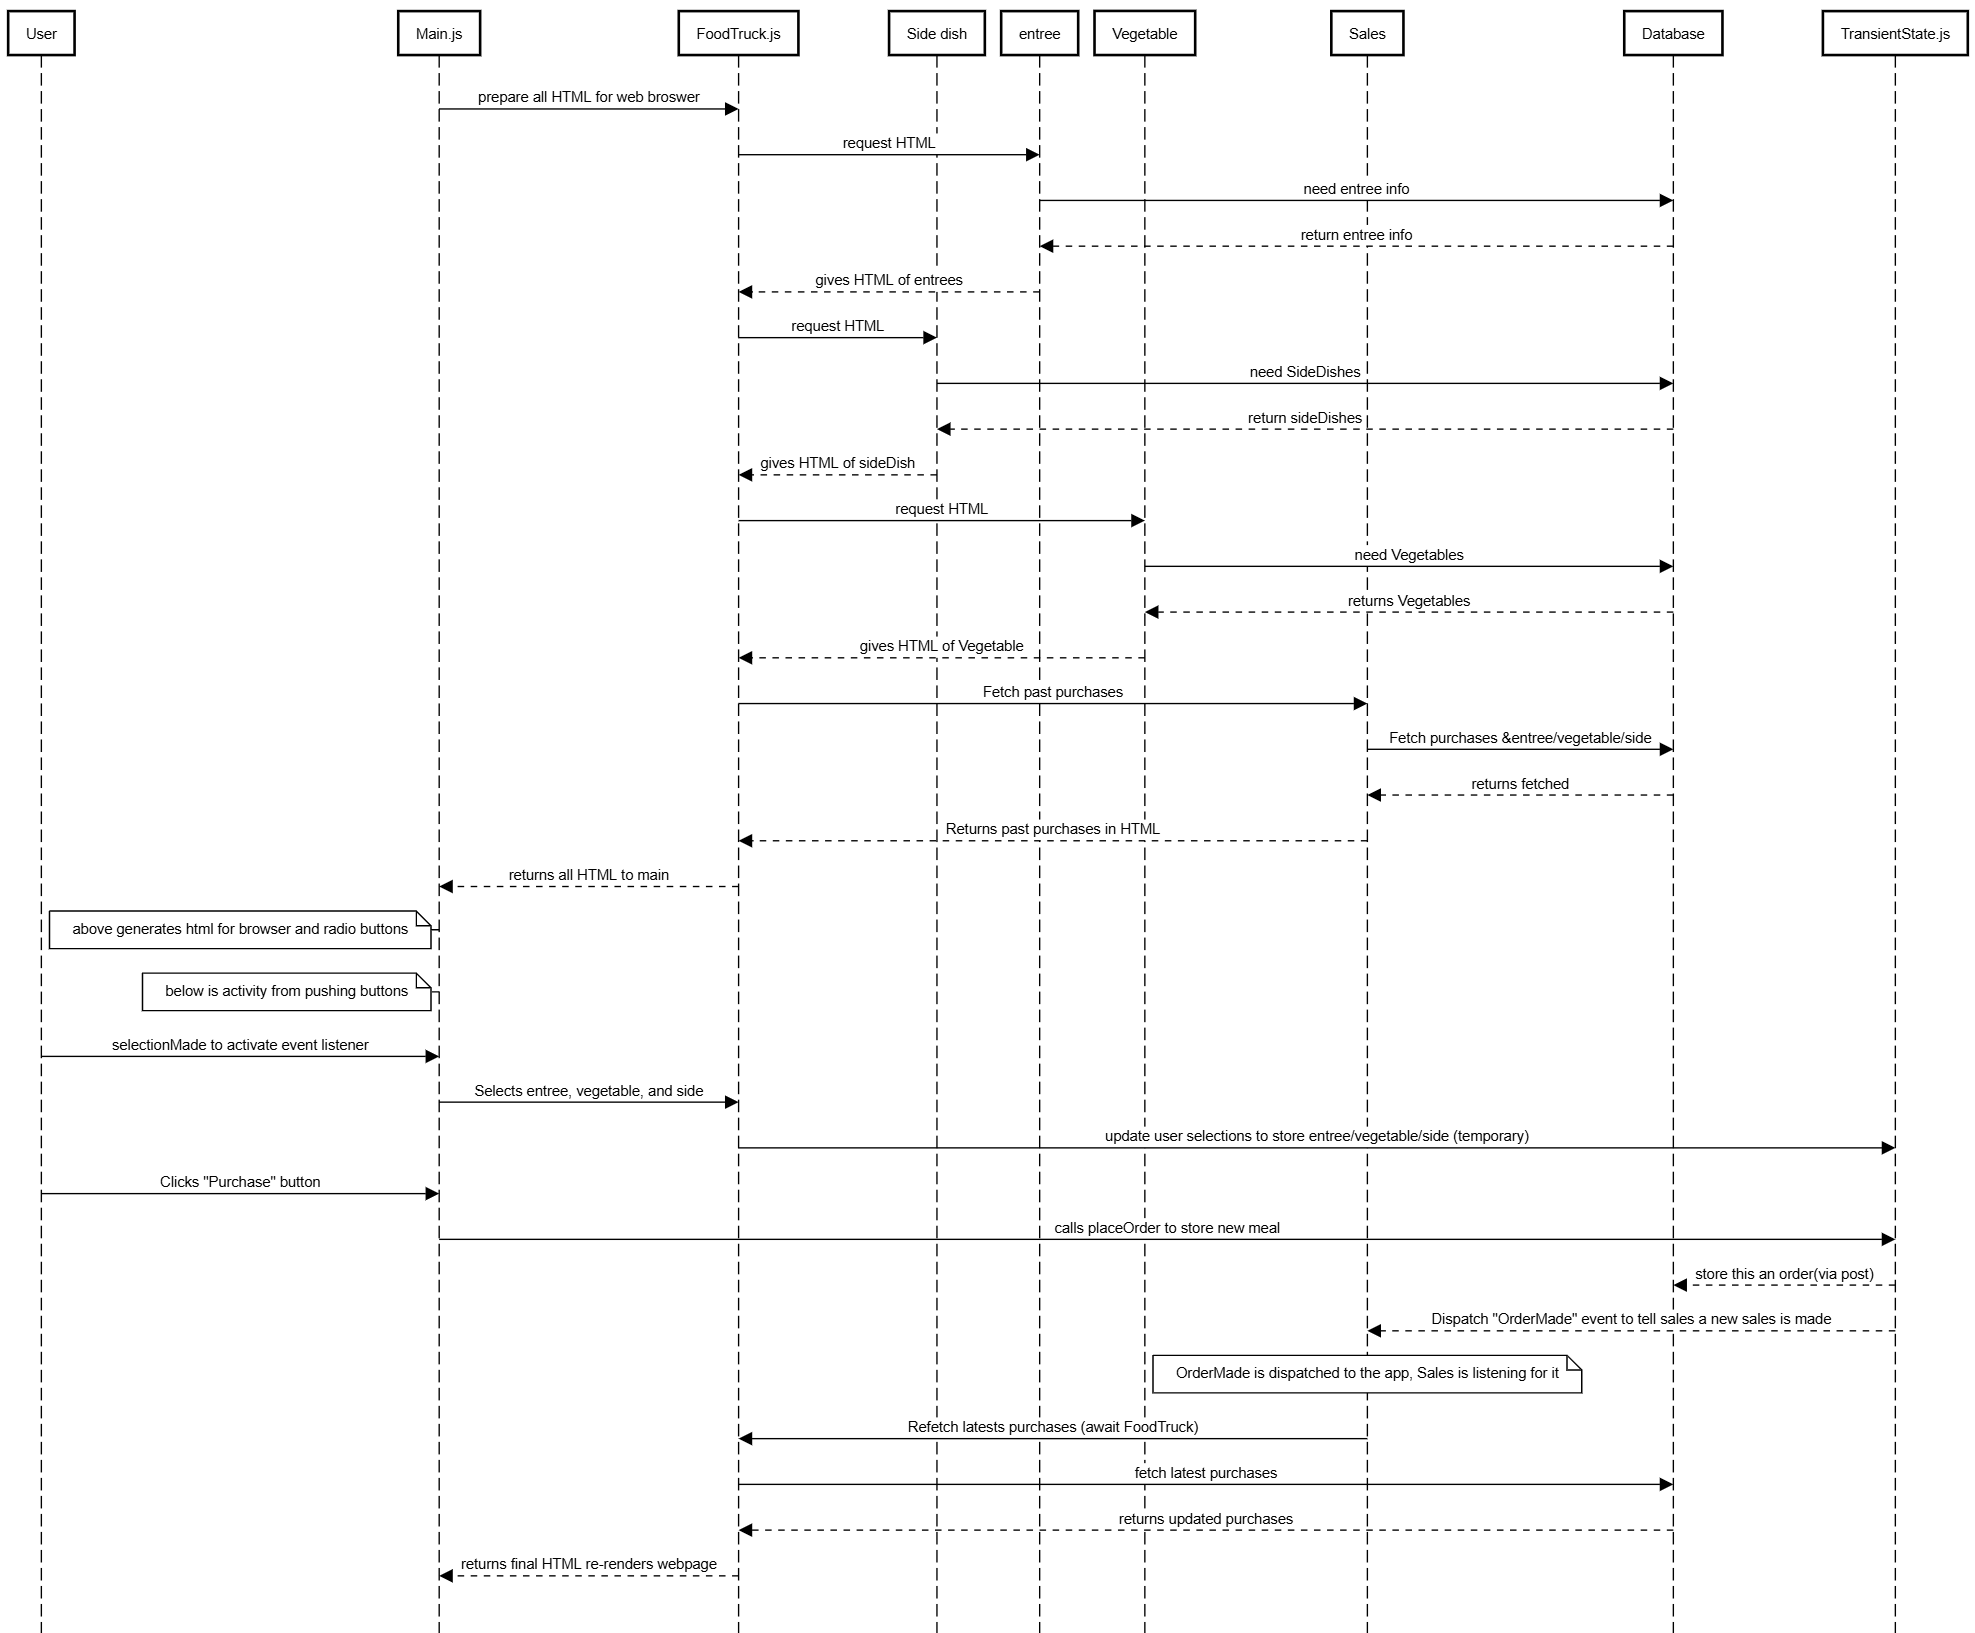 User
Main.js
FoodTruck.js
Side dish
entree
Vegetable
Sales
Database
TransientState.js
prepare all HTML for web broswer
request HTML
need entree info
return entree info
gives HTML of entrees
request HTML
need SideDishes
return sideDishes
gives HTML of sideDish
request HTML
need Vegetables
returns Vegetables
gives HTML of Vegetable
Fetch past purchases
Fetch purchases &entree/vegetable/side
returns fetched
Returns past purchases in HTML
returns all HTML to main
above generates html for browser and radio buttons
below is activity from pushing buttons
selectionMade to activate event listener
Selects entree, vegetable, and side
update user selections to store entree/vegetable/side (temporary)
Clicks "Purchase" button
calls placeOrder to store new meal
store this an order(via post)
Dispatch "OrderMade" event to tell sales a new sales is made
OrderMade is dispatched to the app, Sales is listening for it
Refetch latests purchases (await FoodTruck)
fetch latest purchases
returns updated purchases
returns final HTML re-renders webpage